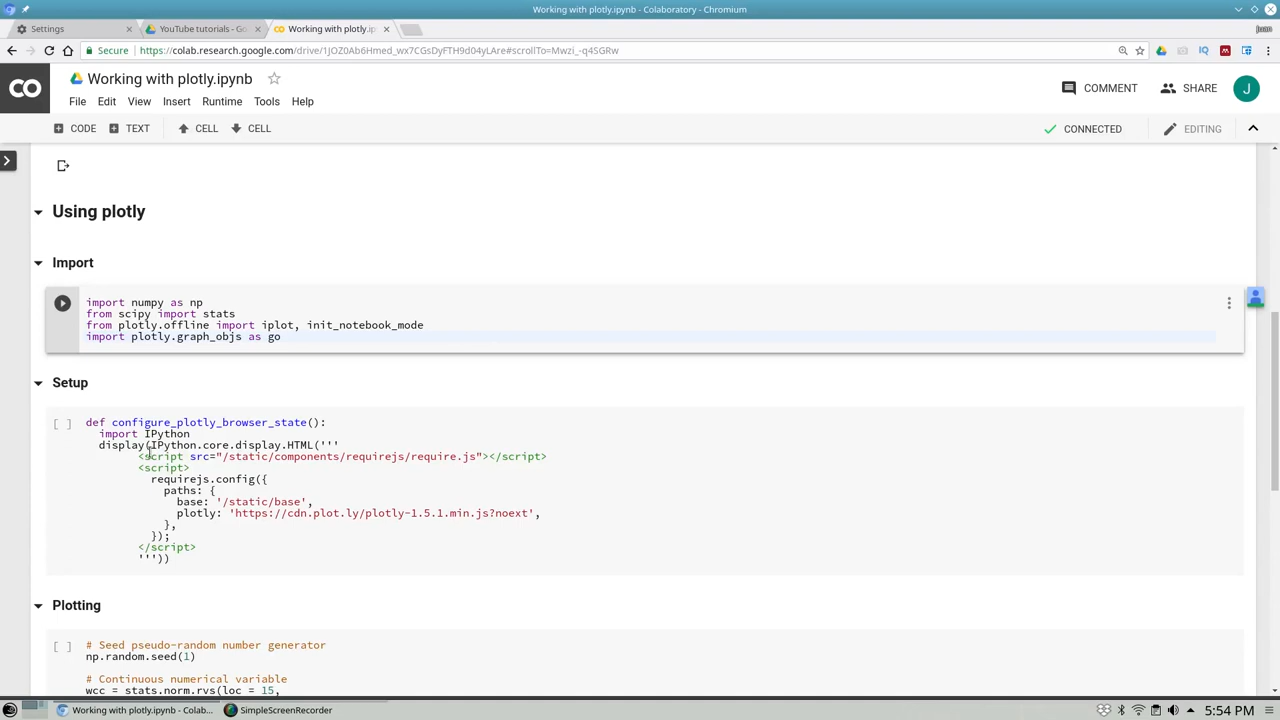 Working with plotly.ipynb - Colaboratory - Chromium
Settings
YouTube tutorials - Go
Working with plotly.ip
juan
Secure
https://colab.research.google.com/drive/1JOZ0Ab6Hmed_wx7CGsDyFTH9d04yLAre#scrollTo=Mwzi_-q4SGRw
CO
Working with plotly.ipynb
COMMENT
SHARE
J
File Edit View Insert Runtime Tools Help
CODE TEXT CELL CELL
CONNECTED
EDITING
Using plotly
Import
import numpy as np
from scipy import stats
from plotly.offline import iplot, init_notebook_mode
import plotly.graph_objs as go
Setup
[ ] def configure_plotly_browser_state():
import IPython
display(IPython.core.display.HTML('''
<script src="/static/components/requirejs/require.js"></script>
<script>
requirejs.config({
paths: {
base: '/static/base',
plotly: 'https://cdn.plot.ly/plotly-1.5.1.min.js?noext',
},
});
</script>
'''))
Plotting
[ ] # Seed pseudo-random number generator
np.random.seed(1)
# Continuous numerical variable
wcc = stats.norm.rvs(loc = 15,
Working with plotly.ipynb - Colab...
SimpleScreenRecorder
5:54 PM